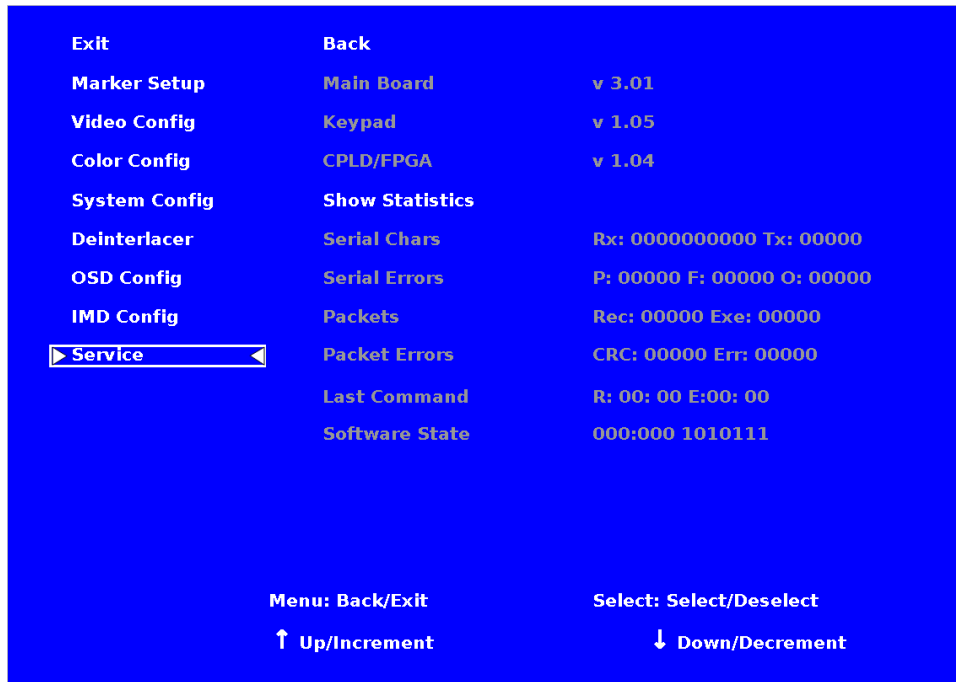 Exit Back
Marker Setup Main Board v 3.01
Video Config Keypad v 1.05
Color Config CPLD/FPGA v 1.04
System Config Show Statistics
Deinterlacer Serial Chars Rx: 0000000000 Tx: 00000
OSD Config Serial Errors P: 00000 F: 00000 O: 00000
IMD Config Packets Rec: 00000 Exe: 00000
Service Packet Errors CRC: 00000 Err: 00000
Last Command R: 00: 00 E:00: 00
Software State 000:000 1010111
Menu: Back/Exit Select: Select/Deselect
↑ Up/Increment ↓ Down/Decrement